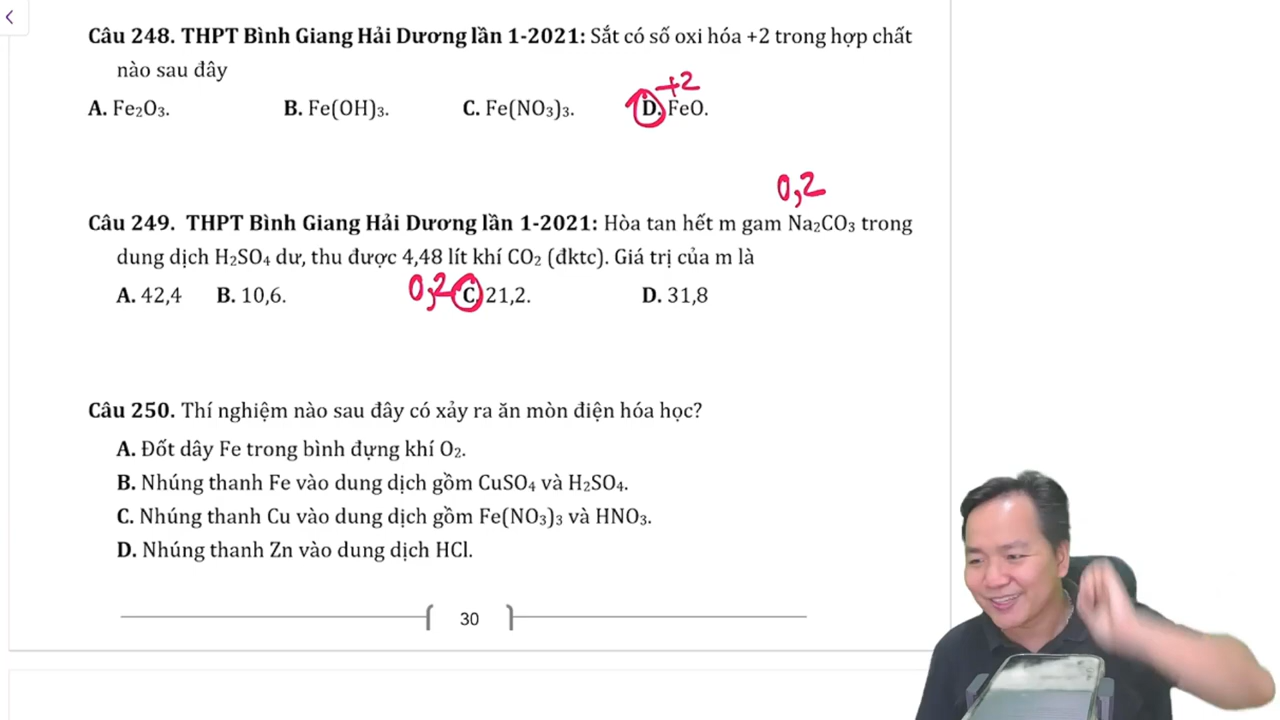 Câu 248. THPT Bình Giang Hải Dương lần 1-2021: Sắt có số oxi hóa +2 trong hợp chất
nào sau đây
+2
A. Fe₂O₃. B. Fe(OH)₃. C. Fe(NO₃)₃. D. FeO.
0,2
Câu 249. THPT Bình Giang Hải Dương lần 1-2021: Hòa tan hết m gam Na₂CO₃ trong
dung dịch H₂SO₄ dư, thu được 4,48 lít khí CO₂ (đktc). Giá trị của m là
0,2
A. 42,4 B. 10,6. C. 21,2. D. 31,8
Câu 250. Thí nghiệm nào sau đây có xảy ra ăn mòn điện hóa học?
A. Đốt dây Fe trong bình đựng khí O₂.
B. Nhúng thanh Fe vào dung dịch gồm CuSO₄ và H₂SO₄.
C. Nhúng thanh Cu vào dung dịch gồm Fe(NO₃)₃ và HNO₃.
D. Nhúng thanh Zn vào dung dịch HCl.
30